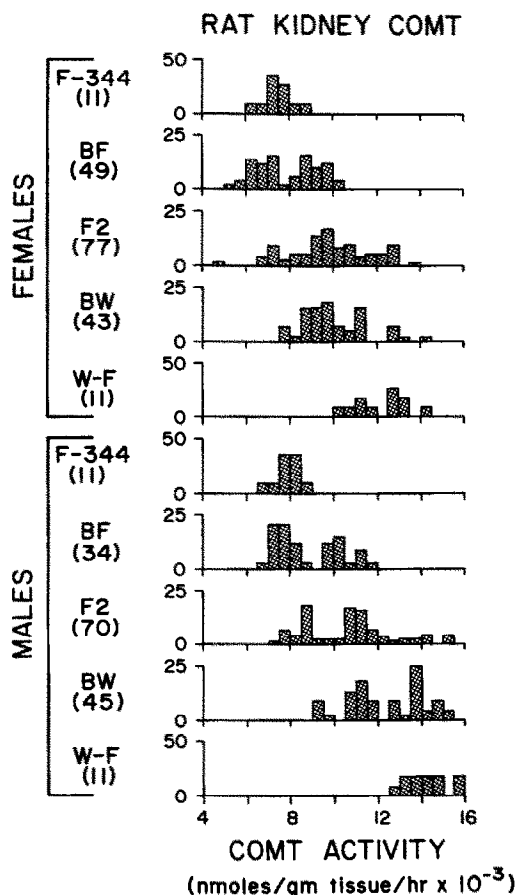 RAT KIDNEY COMT
FEMALES
F-344
(11)
50
0
BF
(49)
25
0
F2
(77)
25
0
BW
(43)
25
0
W-F
(11)
50
0
MALES
F-344
(11)
50
0
BF
(34)
25
0
F2
(70)
25
0
BW
(45)
25
0
W-F
(11)
50
0
4 8 12 16
COMT ACTIVITY
(nmoles/gm tissue/hr x 10⁻³)